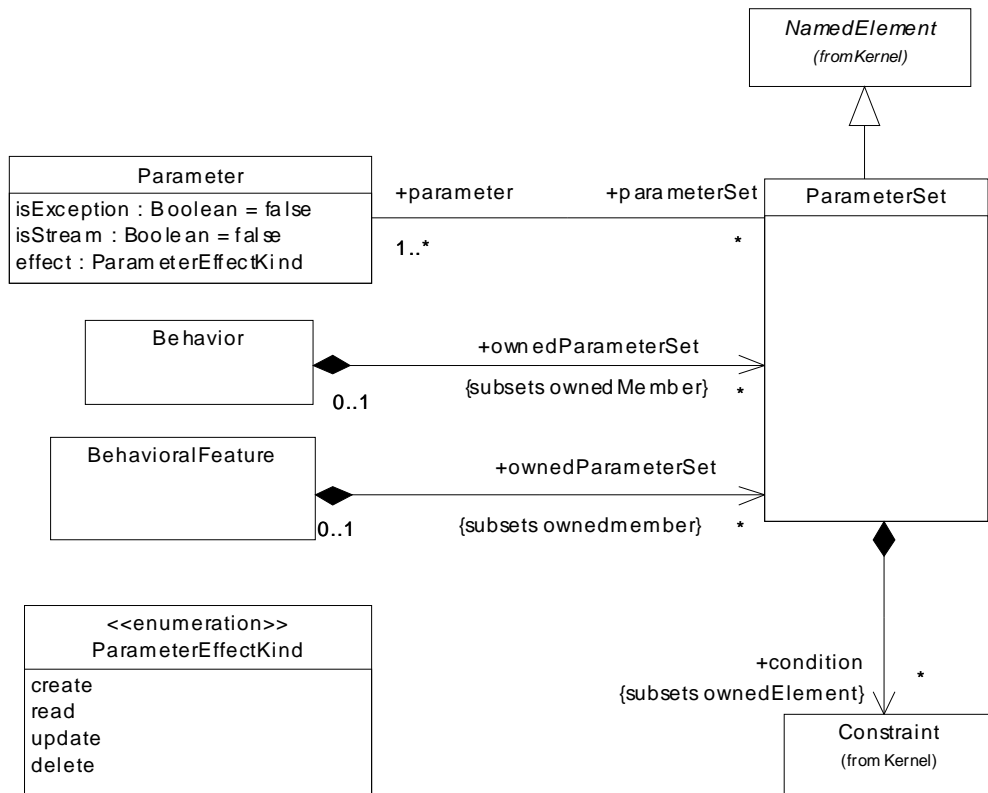 NamedElement
(from Kernel)
Parameter
isException : Boolean = false
isStream : Boolean = false
effect : ParameterEffectKind
+parameter
+parameterSet
1..*
*
ParameterSet
Behavior
+ownedParameterSet
{subsets ownedMember}
0..1
*
BehavioralFeature
+ownedParameterSet
{subsets ownedmember}
0..1
*
<<enumeration>>
ParameterEffectKind
create
read
update
delete
+condition
*
{subsets ownedElement}
Constraint
(from Kernel)